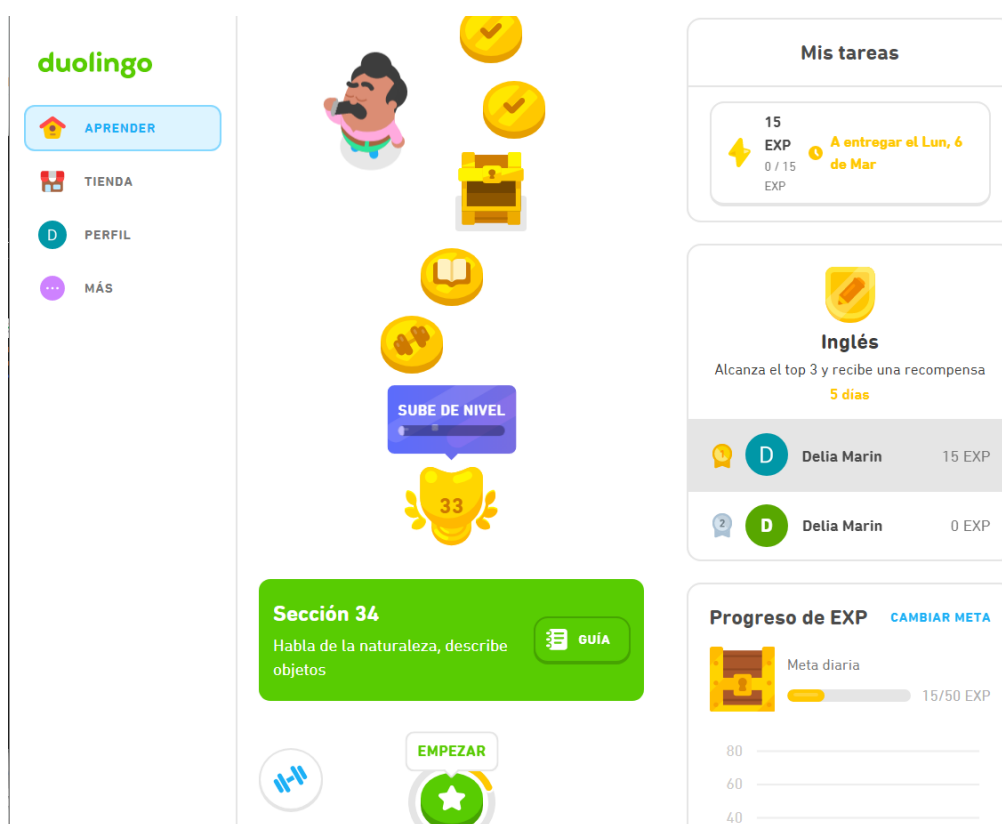 duolingo
APRENDER
TIENDA
D
PERFIL
MÁS
SUBE DE NIVEL
33
Sección 34
Habla de la naturaleza, describe
objetos
GUÍA
EMPEZAR
Mis tareas
15
EXP
0 / 15
EXP
A entregar el Lun, 6
de Mar
Inglés
Alcanza el top 3 y recibe una recompensa
5 días
1 D Delia Marin 15 EXP
2 D Delia Marin 0 EXP
Progreso de EXP CAMBIAR META
Meta diaria
15/50 EXP
80
60
40